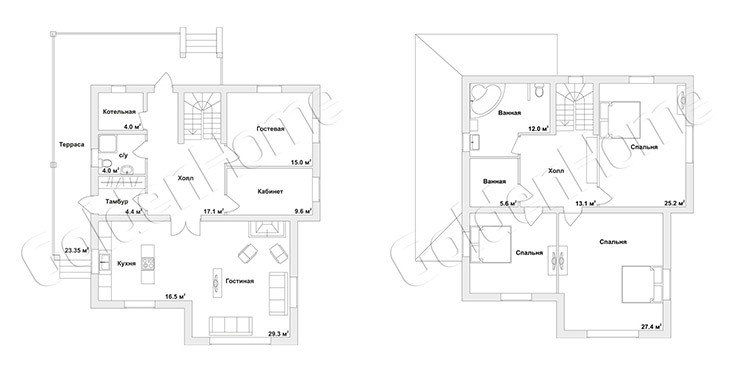 Котельная
4.0 м²
Гостевая
15.0 м²
Терраса
с/у
4.0 м²
Холл
17.1 м²
Кабинет
9.6 м²
Тамбур
4.4 м²
23.35 м²
Кухня
16.5 м²
Гостиная
29.3 м²
GoldenHome
Ванная
12.0 м²
Спальня
25.2 м²
Ванная
5.6 м²
Холл
13.1 м²
Спальня
Спальня
27.4 м²
GoldenHome